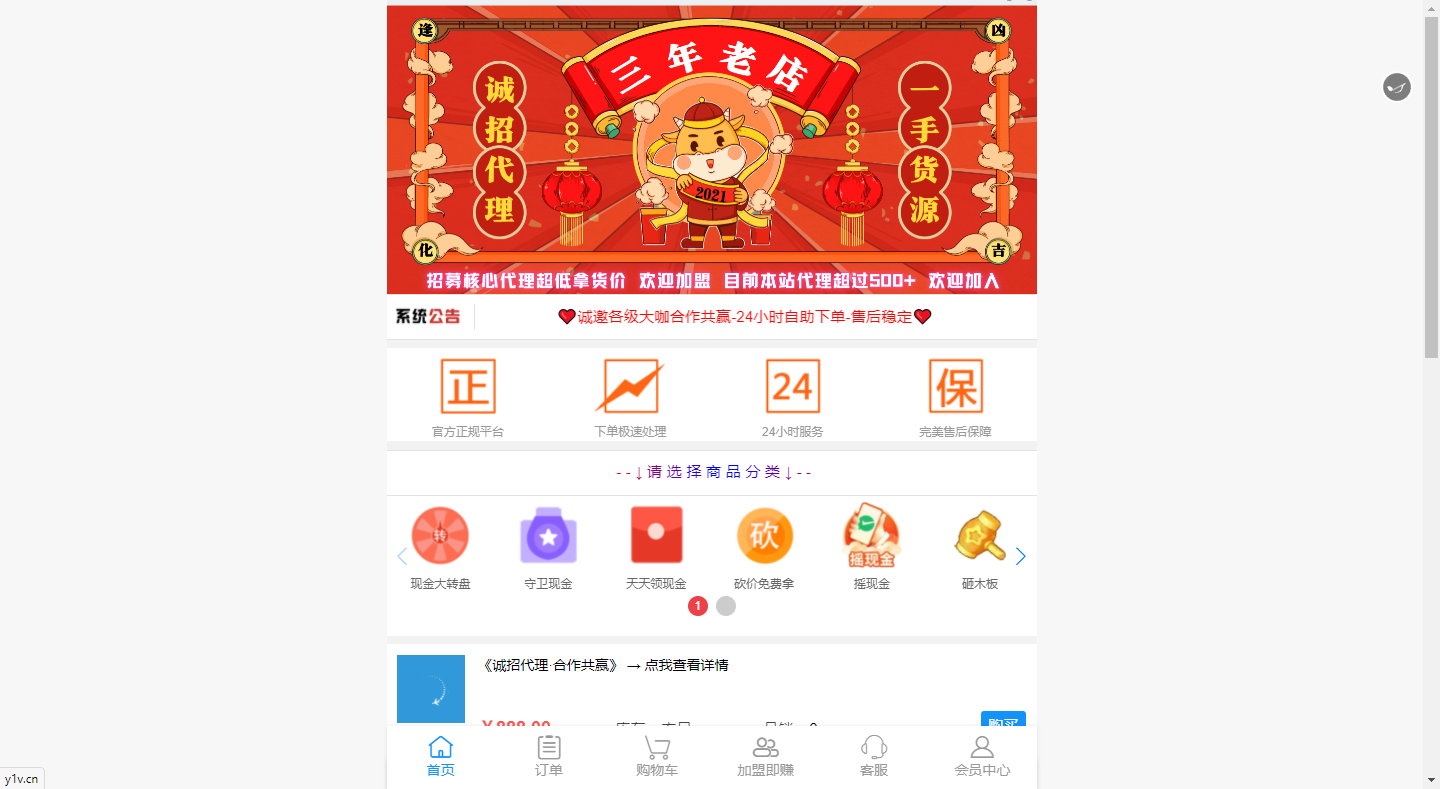 逢
凶
三年老店
诚招代理
一手货源
2021
化
吉
招募核心代理超低拿货价 欢迎加盟 目前本站代理超过500+ 欢迎加入
系统公告
诚邀各级大咖合作共赢-24小时自助下单-售后稳定
正
24
保
官方正规平台
下单极速处理
24小时服务
完美售后保障
--↓请选择商品分类↓--
转
砍
摇现金
现金大转盘
守卫现金
天天领现金
砍价免费拿
摇现金
砸木板
1
《诚招代理·合作共赢》 → 点我查看详情
购买
首页
订单
购物车
加盟即赚
客服
会员中心
y1v.cn